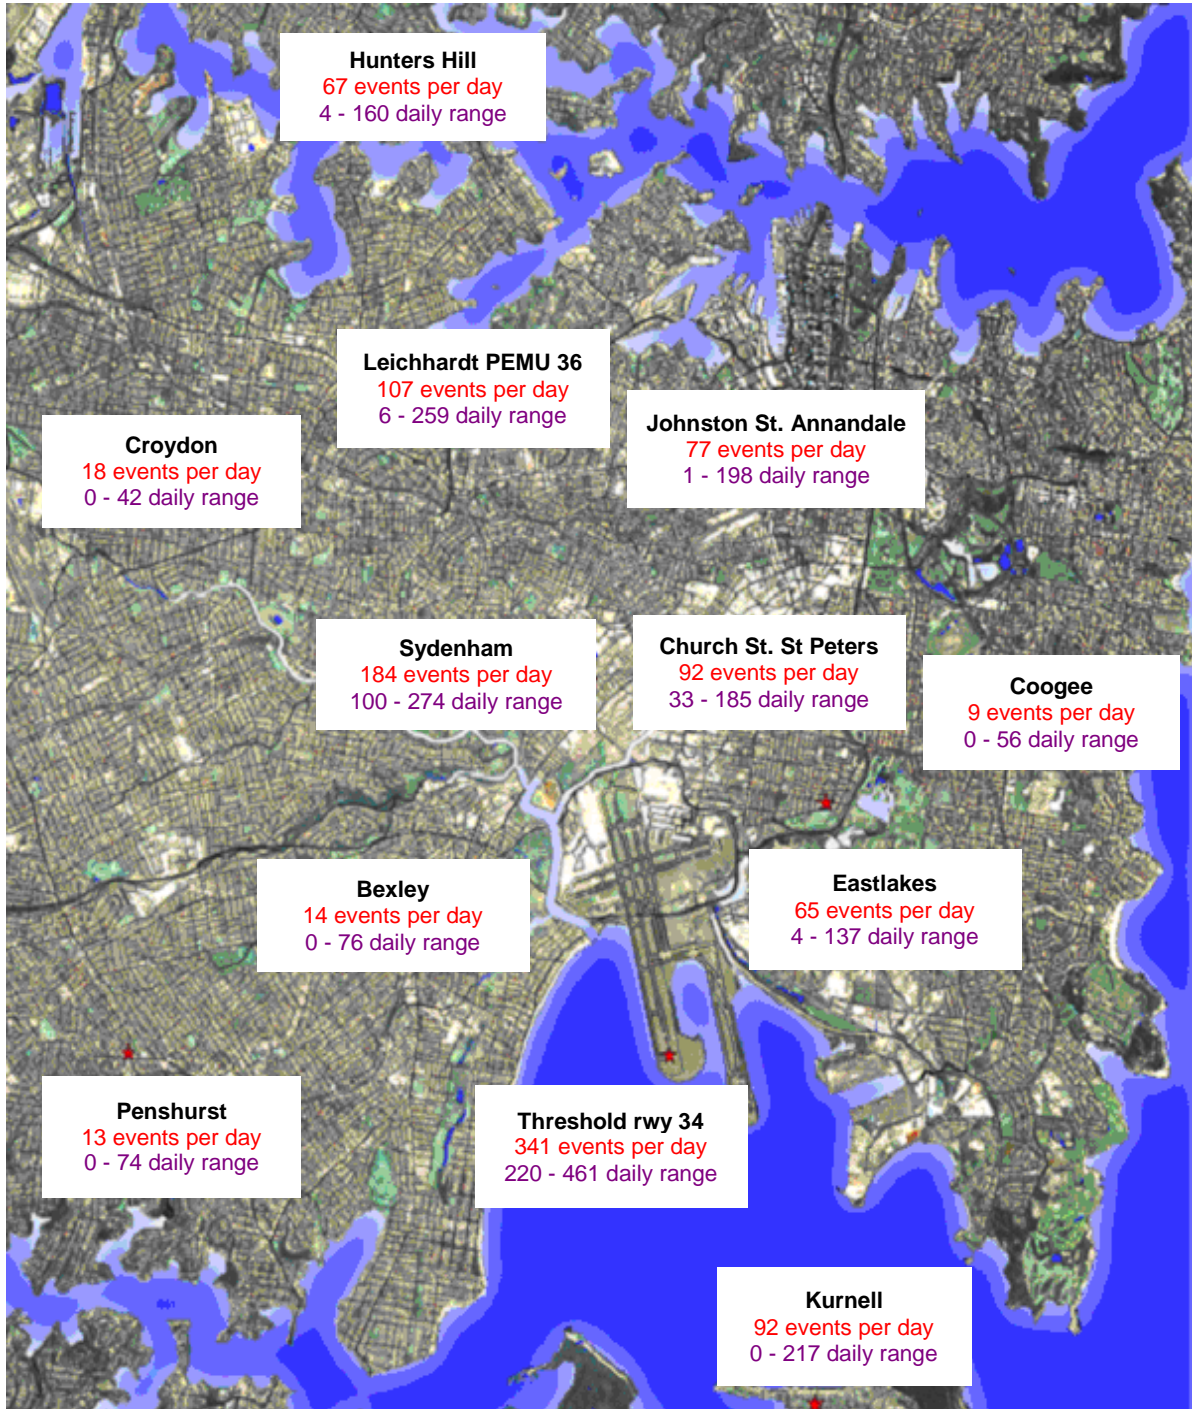 Hunters Hill
67 events per day
4 - 160 daily range
Leichhardt PEMU 36
107 events per day
6 - 259 daily range
Johnston St. Annandale
77 events per day
1 - 198 daily range
Croydon
18 events per day
0 - 42 daily range
Sydenham
184 events per day
100 - 274 daily range
Church St. St Peters
92 events per day
33 - 185 daily range
Coogee
9 events per day
0 - 56 daily range
Bexley
14 events per day
0 - 76 daily range
Eastlakes
65 events per day
4 - 137 daily range
Penshurst
13 events per day
0 - 74 daily range
Threshold rwy 34
341 events per day
220 - 461 daily range
Kurnell
92 events per day
0 - 217 daily range